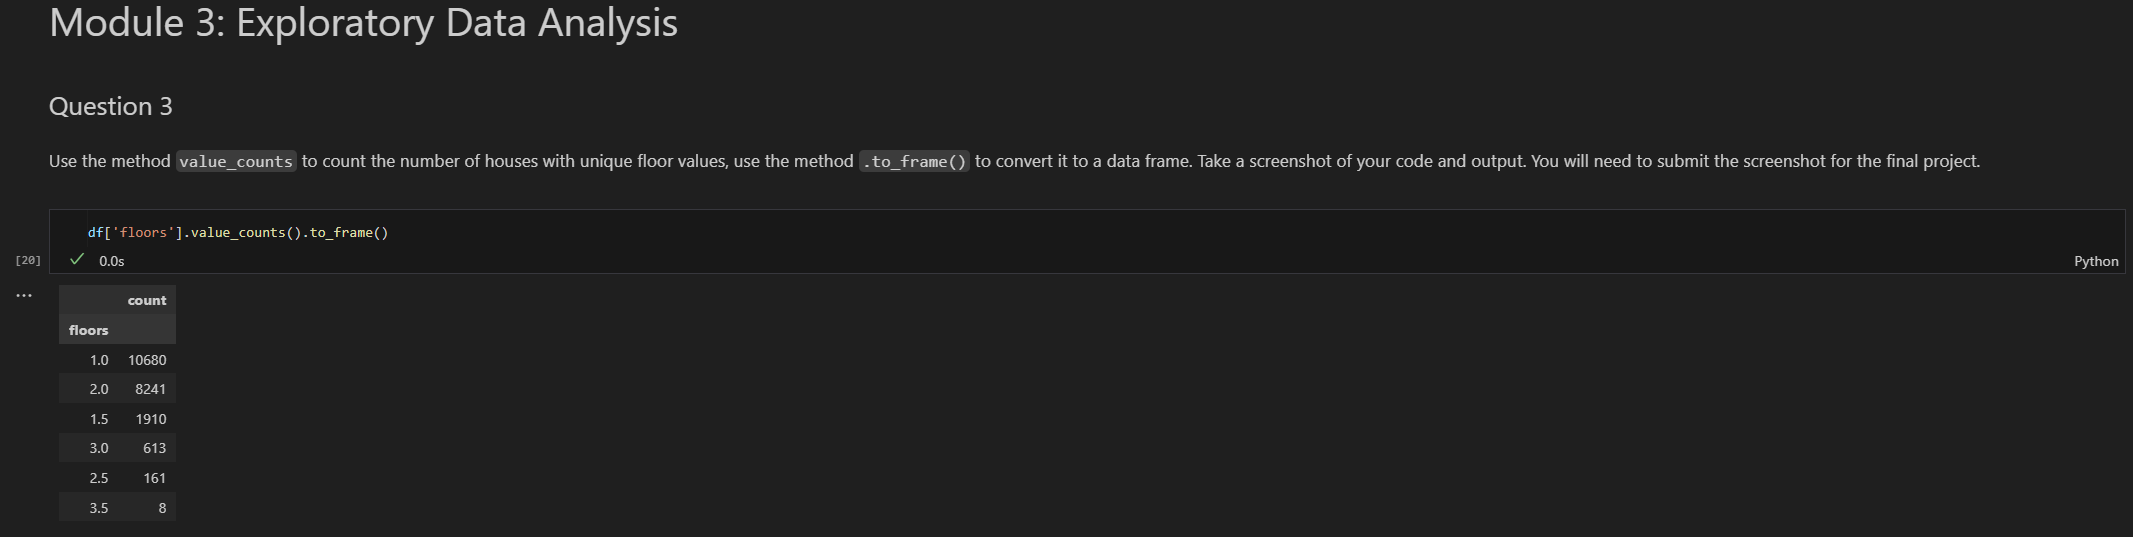 Module 3: Exploratory Data Analysis
Question 3
Use the method value_counts to count the number of houses with unique floor values, use the method .to_frame() to convert it to a data frame. Take a screenshot of your code and output. You will need to submit the screenshot for the final project.
df['floors'].value_counts().to_frame()
[20] ✓ 0.0s Python
...
count
floors
1.0 10680
2.0 8241
1.5 1910
3.0 613
2.5 161
3.5 8